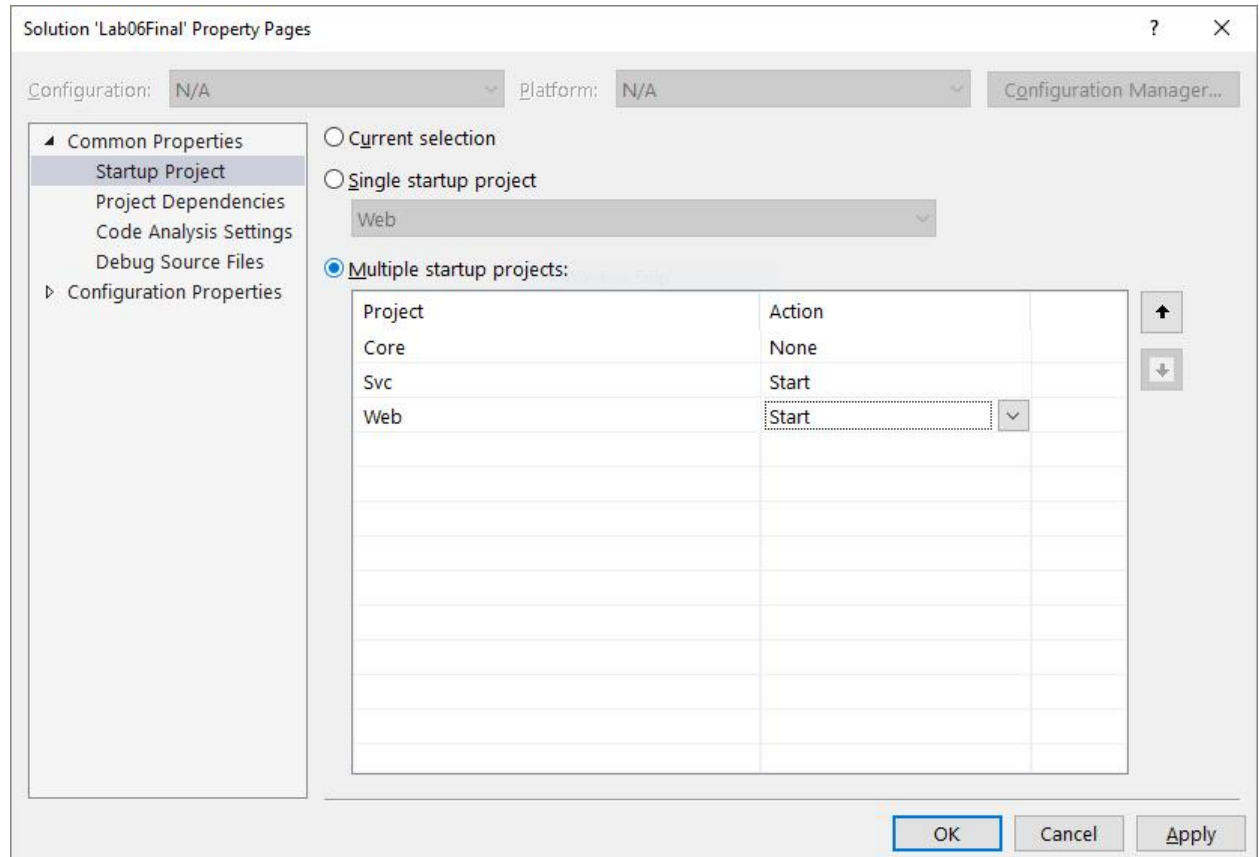 Solution 'Lab06Final' Property Pages ? ×
Configuration: N/A Platform: N/A Configuration Manager...
Common Properties
Startup Project
Project Dependencies
Code Analysis Settings
Debug Source Files
Configuration Properties
Current selection
Single startup project
Web
Multiple startup projects:
Project Action
Core None
Svc Start
Web Start
OK Cancel Apply